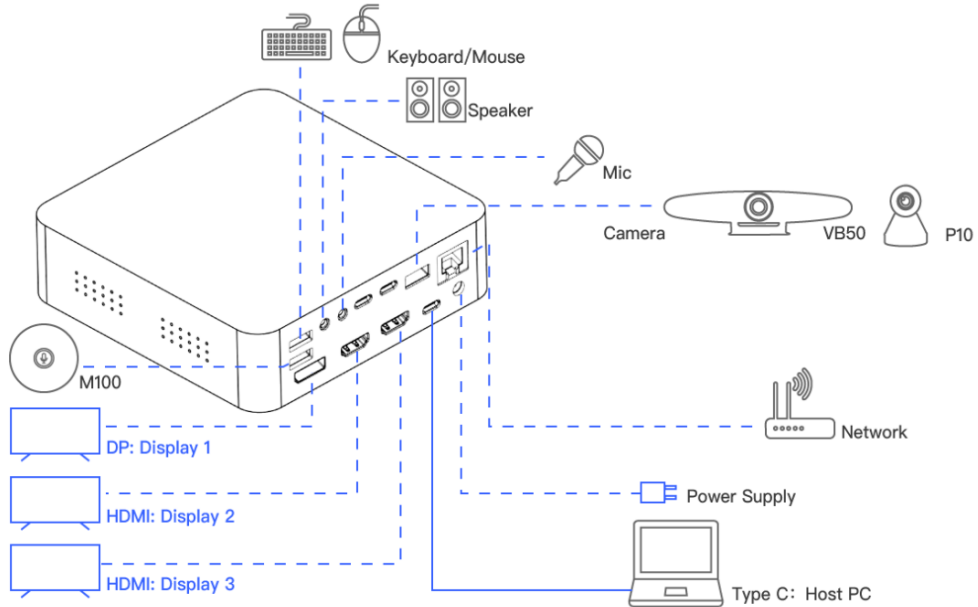 Keyboard/Mouse
Speaker
Mic
Camera
VB50
P10
M100
DP: Display 1
Network
HDMI: Display 2
Power Supply
HDMI: Display 3
Type C: Host PC